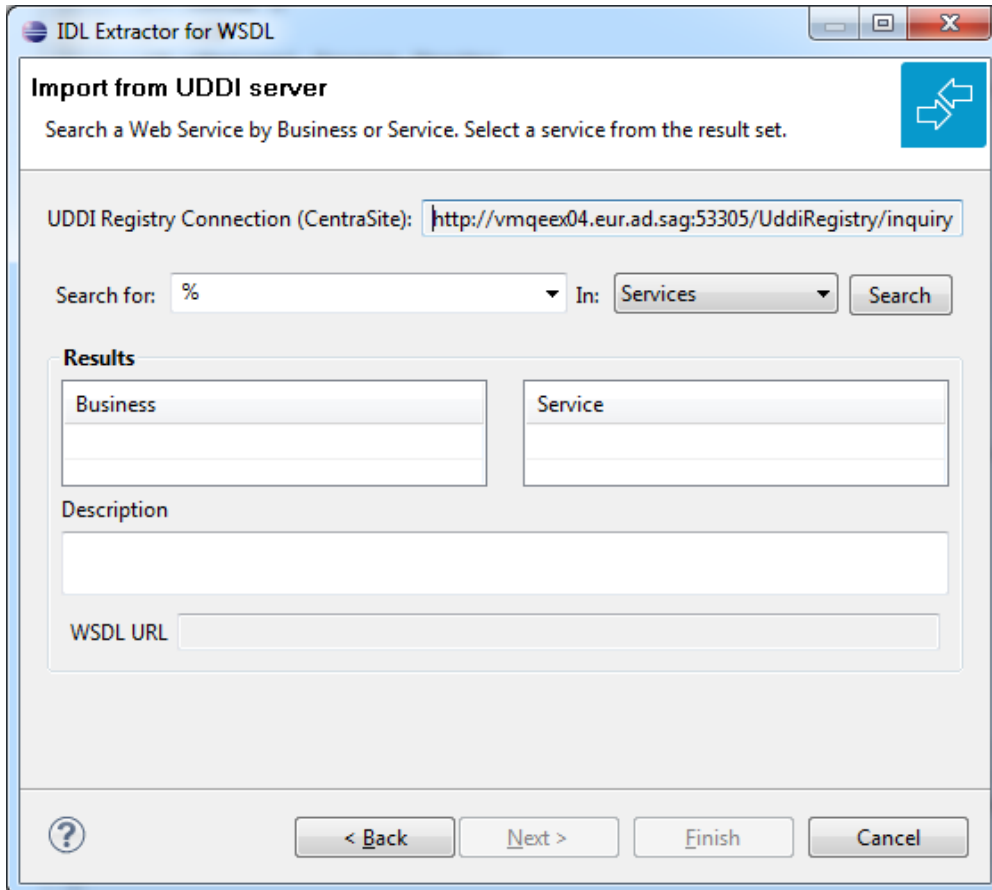 IDL Extractor for WSDL
Import from UDDI server
Search a Web Service by Business or Service. Select a service from the result set.
UDDI Registry Connection (CentraSite): http://vmqeex04.eur.ad.sag:53305/UddiRegistry/inquiry
Search for: % In: Services Search
Results
Business Service
Description
WSDL URL
? < Back Next > Finish Cancel